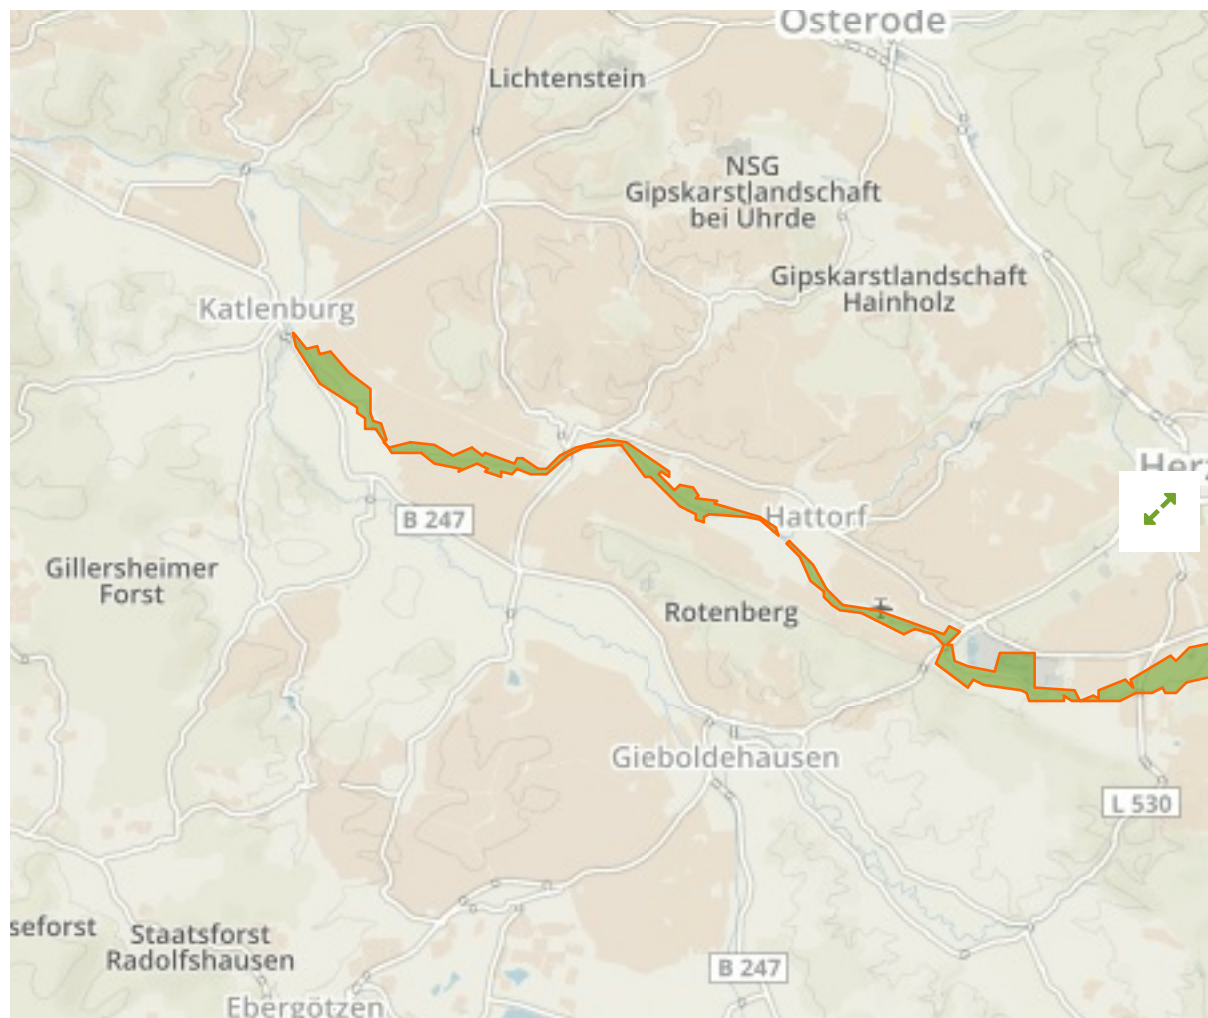 Osterode
Lichtenstein
NSG
Gipskarstlandschaft
bei Uhrde
Gipskarstlandschaft
Hainholz
Katlenburg
Herz
B 247
Hattorf
Gillersheimer
Forst
Rotenberg
Gieboldehausen
L 530
seforst
Staatsforst
Radolfshausen
B 247
Ebergötzen